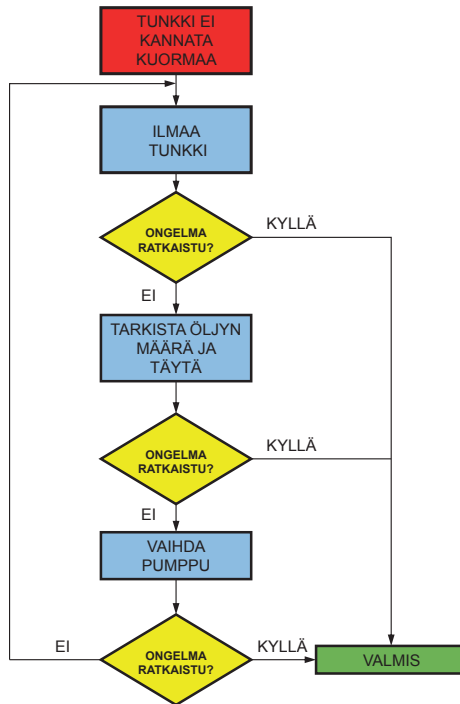 TUNKKI EI
KANNATA
KUORMAA
ILMAA
TUNKKI
ONGELMA
RATKAISTU?
KYLLÄ
EI
TARKISTA ÖLJYN
MÄÄRÄ JA
TÄYTÄ
ONGELMA
RATKAISTU?
KYLLÄ
EI
VAIHDA
PUMPPU
EI
ONGELMA
RATKAISTU?
KYLLÄ
VALMIS